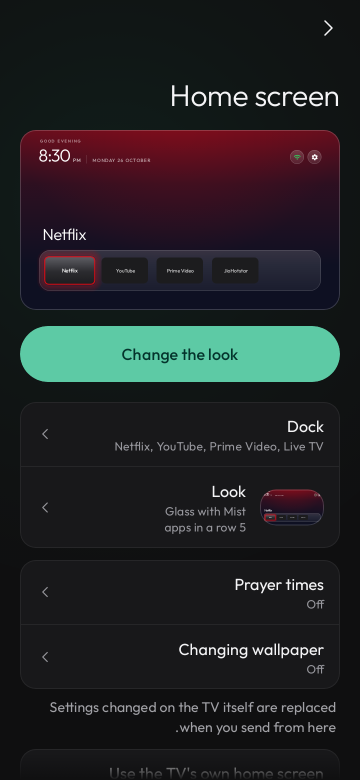 Home screen
GOOD EVENING
8:30 PM | MONDAY 26 OCTOBER
Netflix
Netflix YouTube Prime Video JioHotstar
Change the look
Dock
Netflix, YouTube, Prime Video, Live TV
Look
Glass with Mist
apps in a row 5
Prayer times
Off
Changing wallpaper
Off
Settings changed on the TV itself are replaced
.when you send from here
Use the TV's own home screen